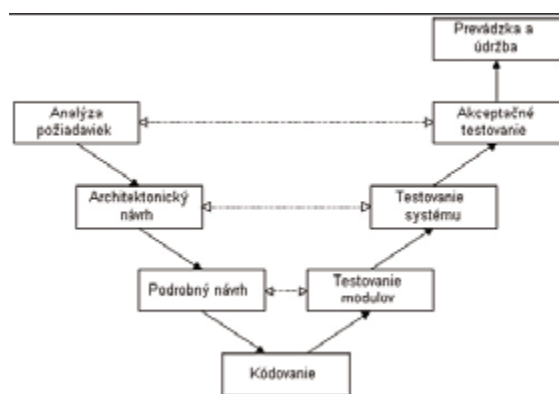 Prevádzka a
údržba
Analýza
požiadaviek
Akceptačné
testovanie
Architektonický
návrh
Testovanie
systému
Podrobný návrh
Testovanie
modulov
Kódovanie